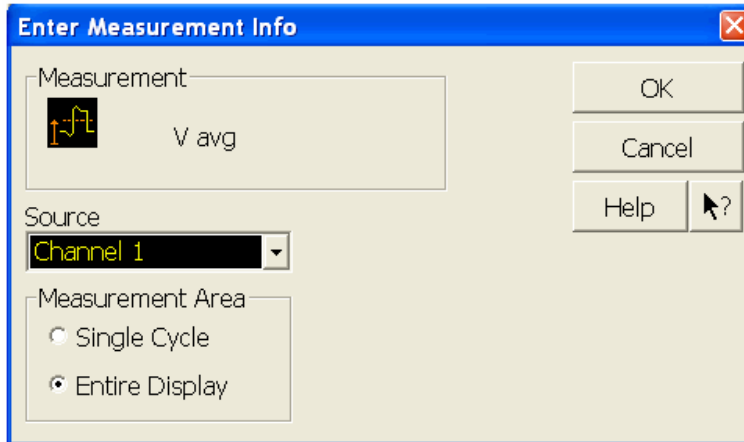 Enter Measurement Info
Measurement
V avg
OK
Cancel
Help
?
Source
Channel 1
Measurement Area
Single Cycle
Entire Display